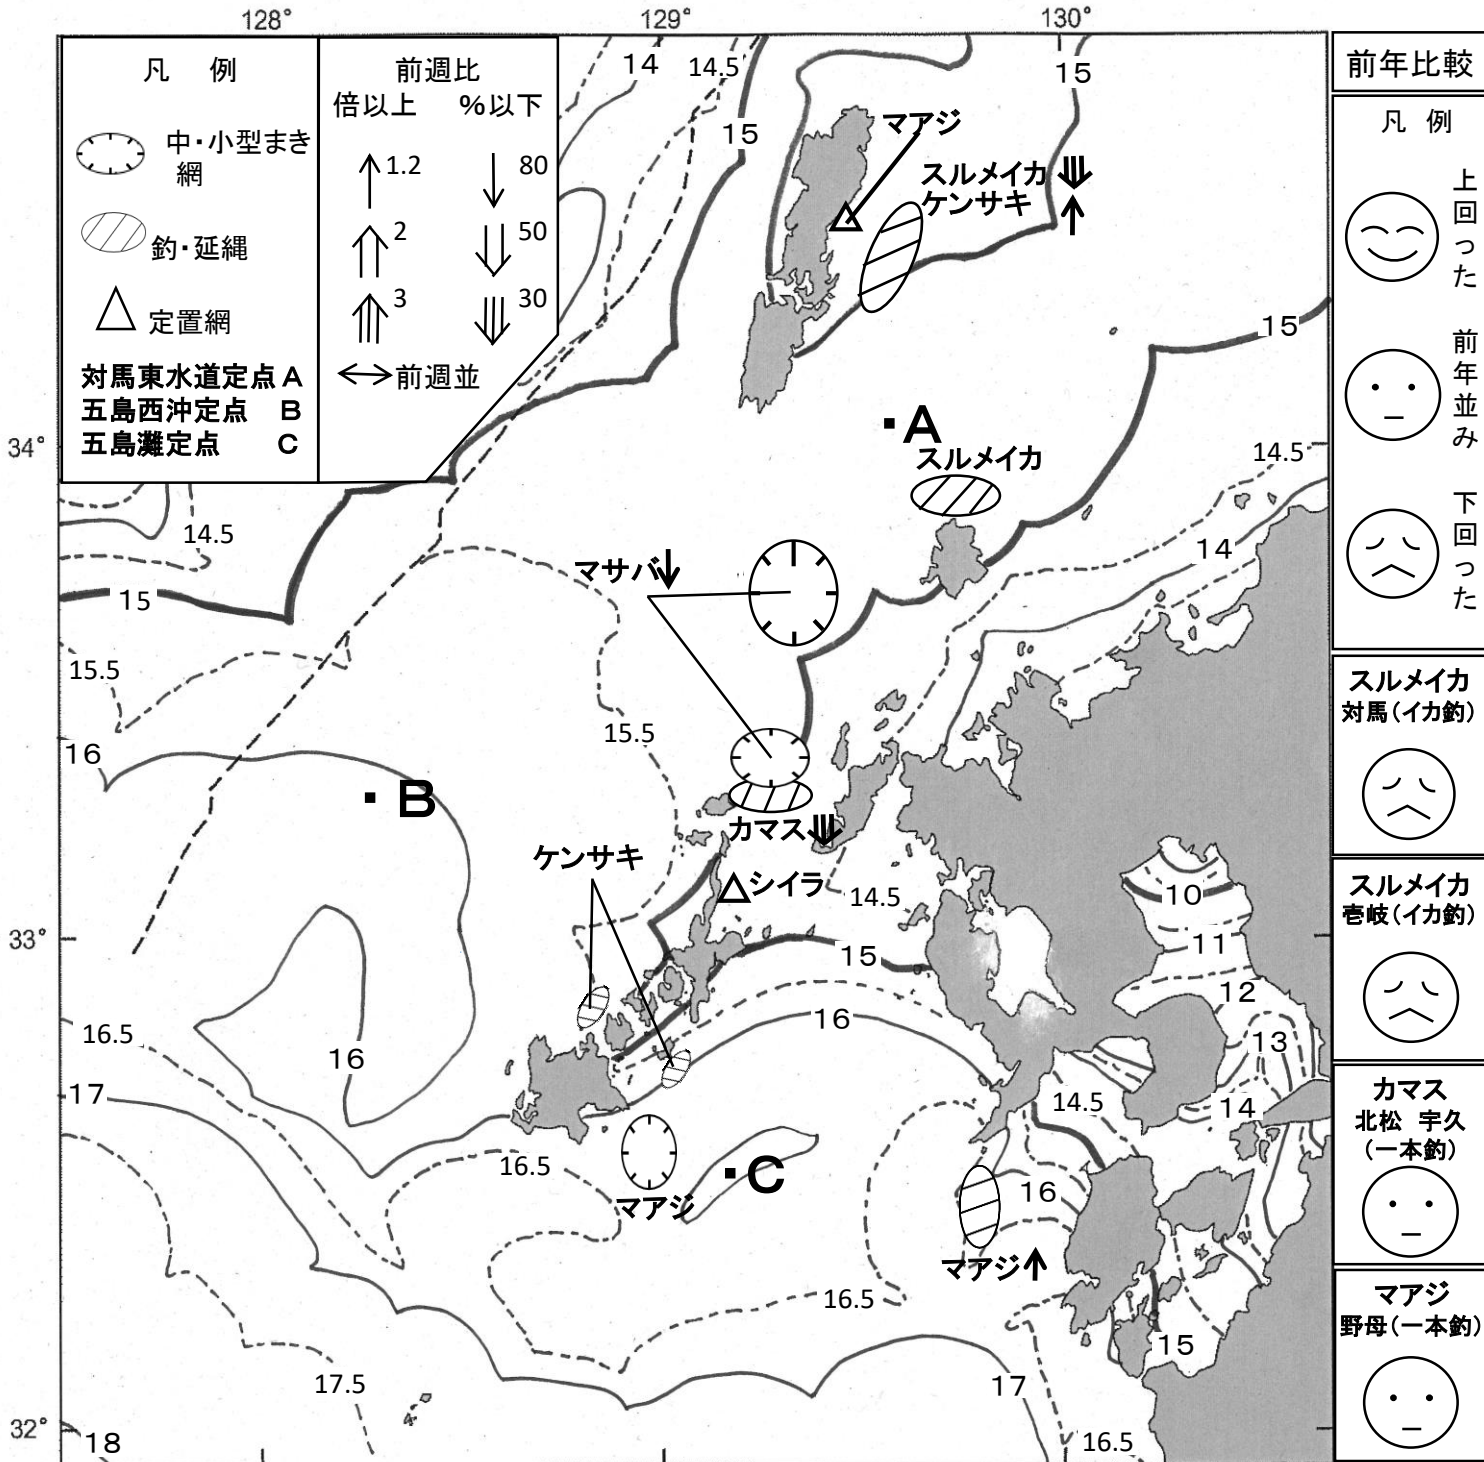 128°
129°
130°
凡 例
中・小型まき
網
釣・延縄
定置網
対馬東水道定点 A
五島西沖定点 B
五島灘定点 C
前週比
倍以上 %以下
1.2 80
2 50
3 30
前週並
14
14.5
15
15
マアジ
スルメイカ
ケンサキ
15
A
スルメイカ
34°
14.5
14.5
14
15
マサバ
15.5
15.5
16
B
カマス
ケンサキ
シイラ
14.5
10
11
33°
15
12
16.5
16
13
16
17
14.5
14
16.5
C
16
マアジ
マアジ
16.5
15
17.5
17
32°
18
16.5
前年比較
凡 例
上回った
前年並み
下回った
スルメイカ
対馬(イカ釣)
スルメイカ
壱岐(イカ釣)
カマス
北松 宇久
(一本釣)
マアジ
野母(一本釣)